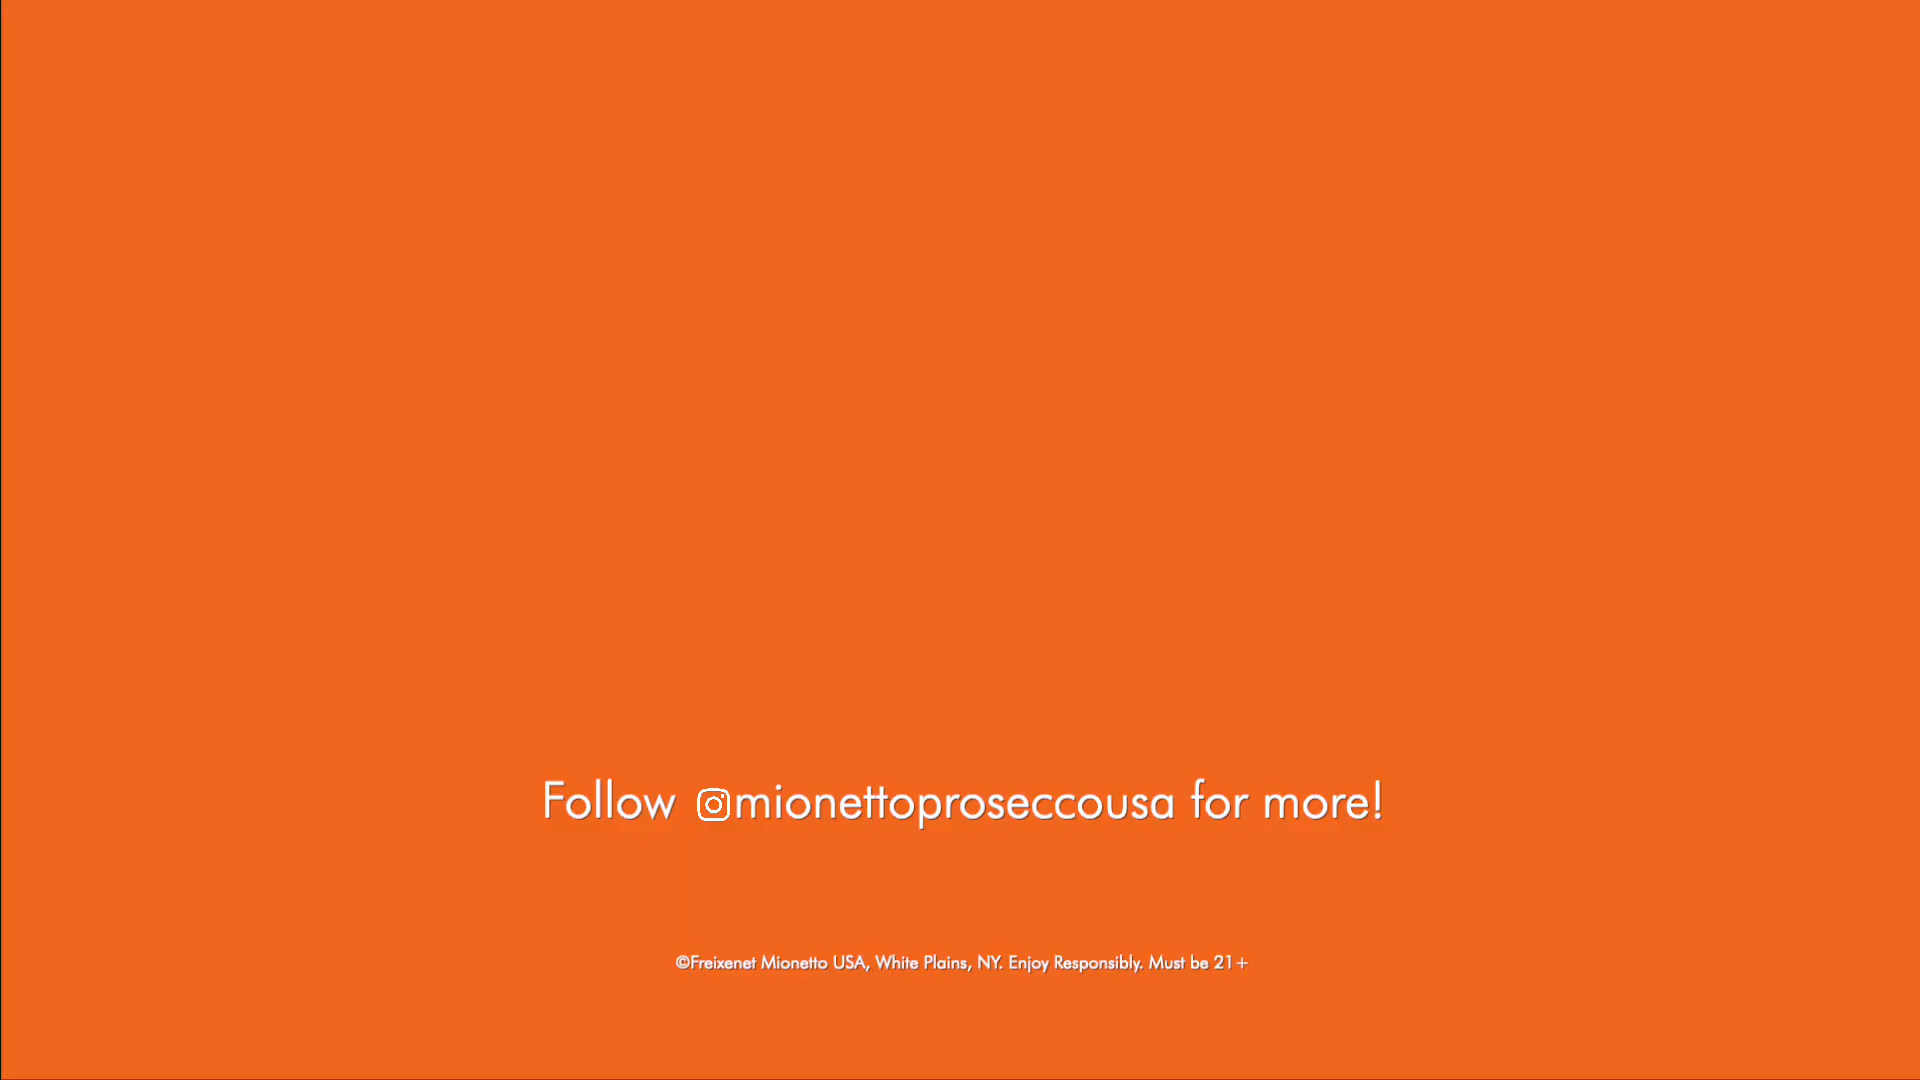 Follow @mionettoproseccousa for more!
©Freixenet Mionetto USA, White Plains, NY. Enjoy Responsibly. Must be 21+